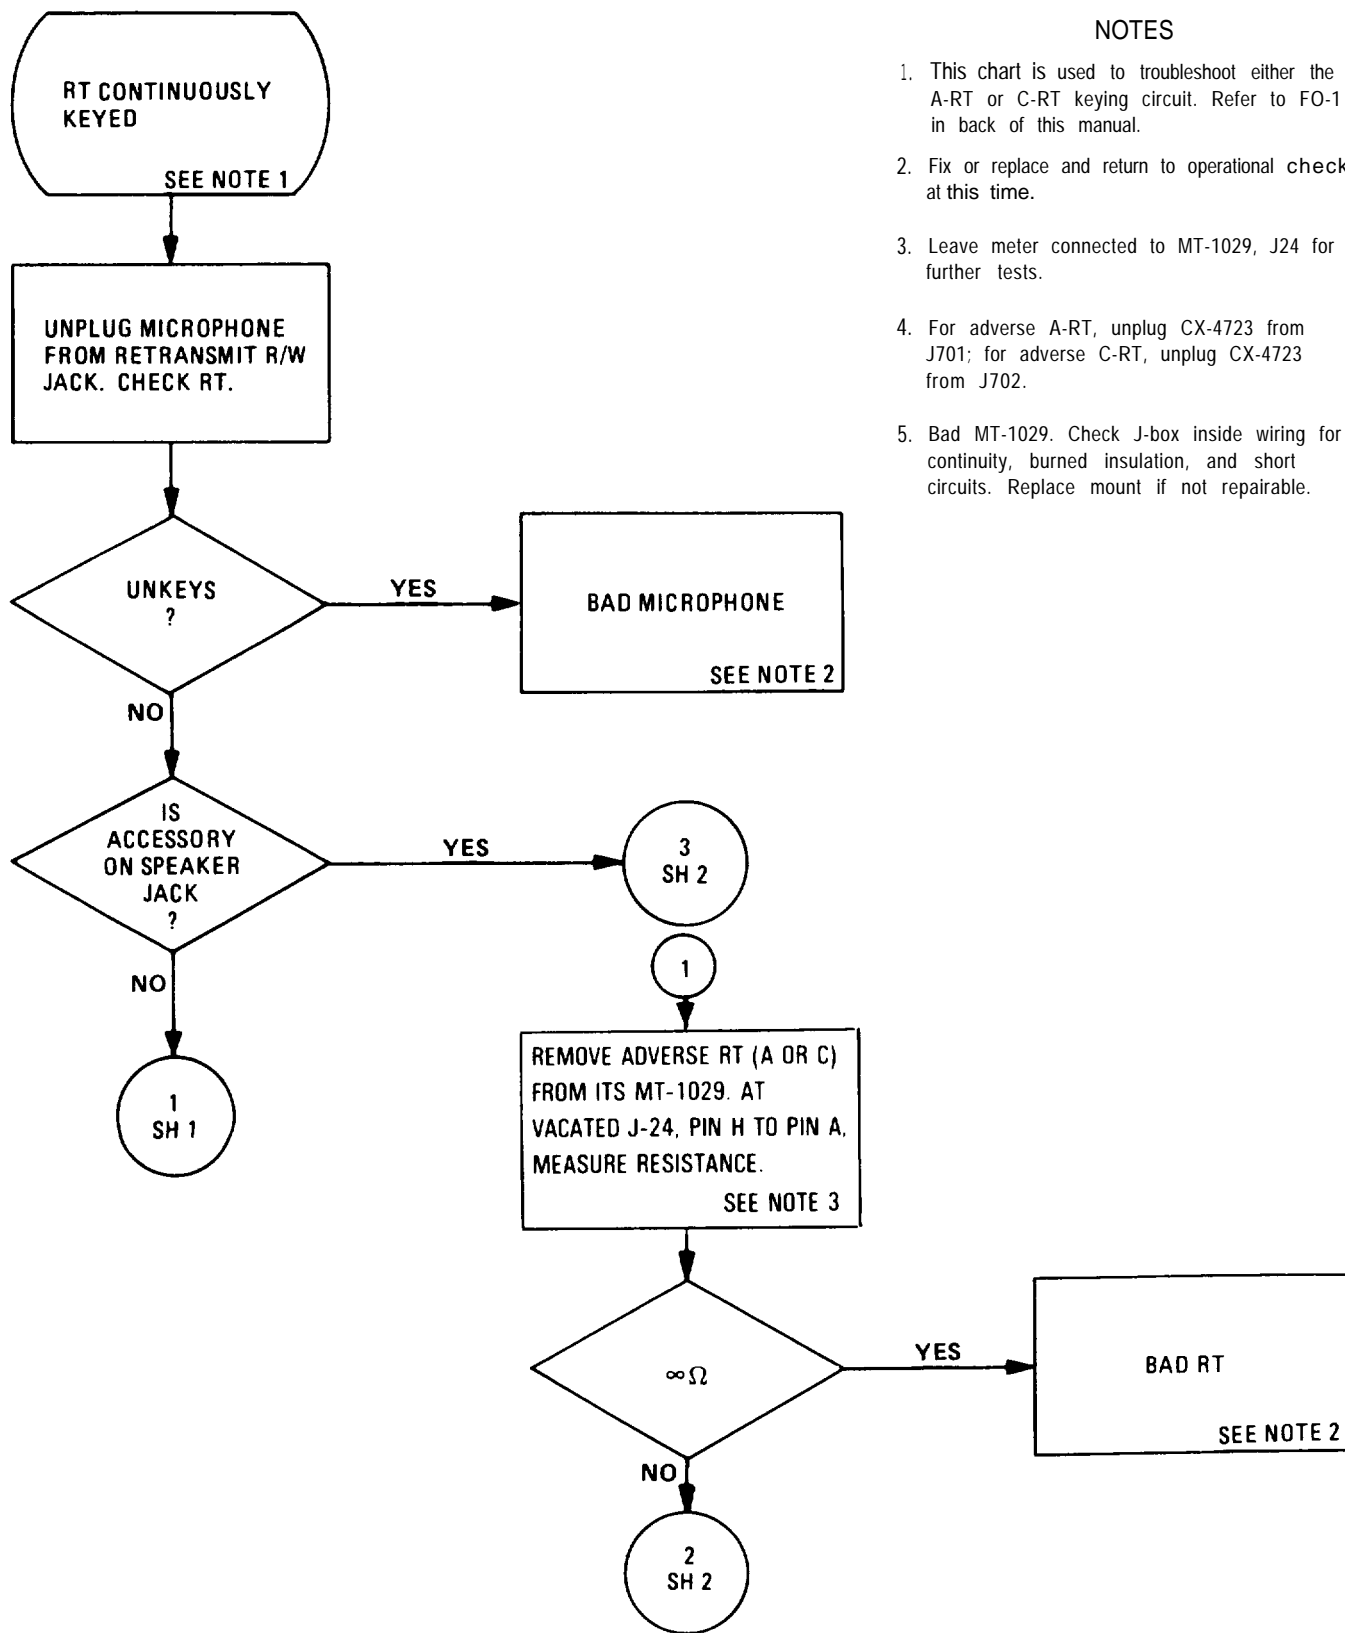 RT CONTINUOUSLY
KEYED
SEE NOTE 1
UNPLUG MICROPHONE
FROM RETRANSMIT R/W
JACK. CHECK RT.
UNKEYS
?
YES
BAD MICROPHONE
SEE NOTE 2
NO
IS
ACCESSORY
ON SPEAKER
JACK
?
YES
3
SH 2
NO
1
SH 1
1
REMOVE ADVERSE RT (A OR C)
FROM ITS MT-1029. AT
VACATED J-24, PIN H TO PIN A,
MEASURE RESISTANCE.
SEE NOTE 3
∞Ω
YES
BAD RT
SEE NOTE 2
NO
2
SH 2
NOTES
1. This chart is used to troubleshoot either the
A-RT or C-RT keying circuit. Refer to FO-1
in back of this manual.
2. Fix or replace and return to operational check
at this time.
3. Leave meter connected to MT-1029, J24 for
further tests.
4. For adverse A-RT, unplug CX-4723 from
J701; for adverse C-RT, unplug CX-4723
from J702.
5. Bad MT-1029. Check J-box inside wiring for
continuity, burned insulation, and short
circuits. Replace mount if not repairable.